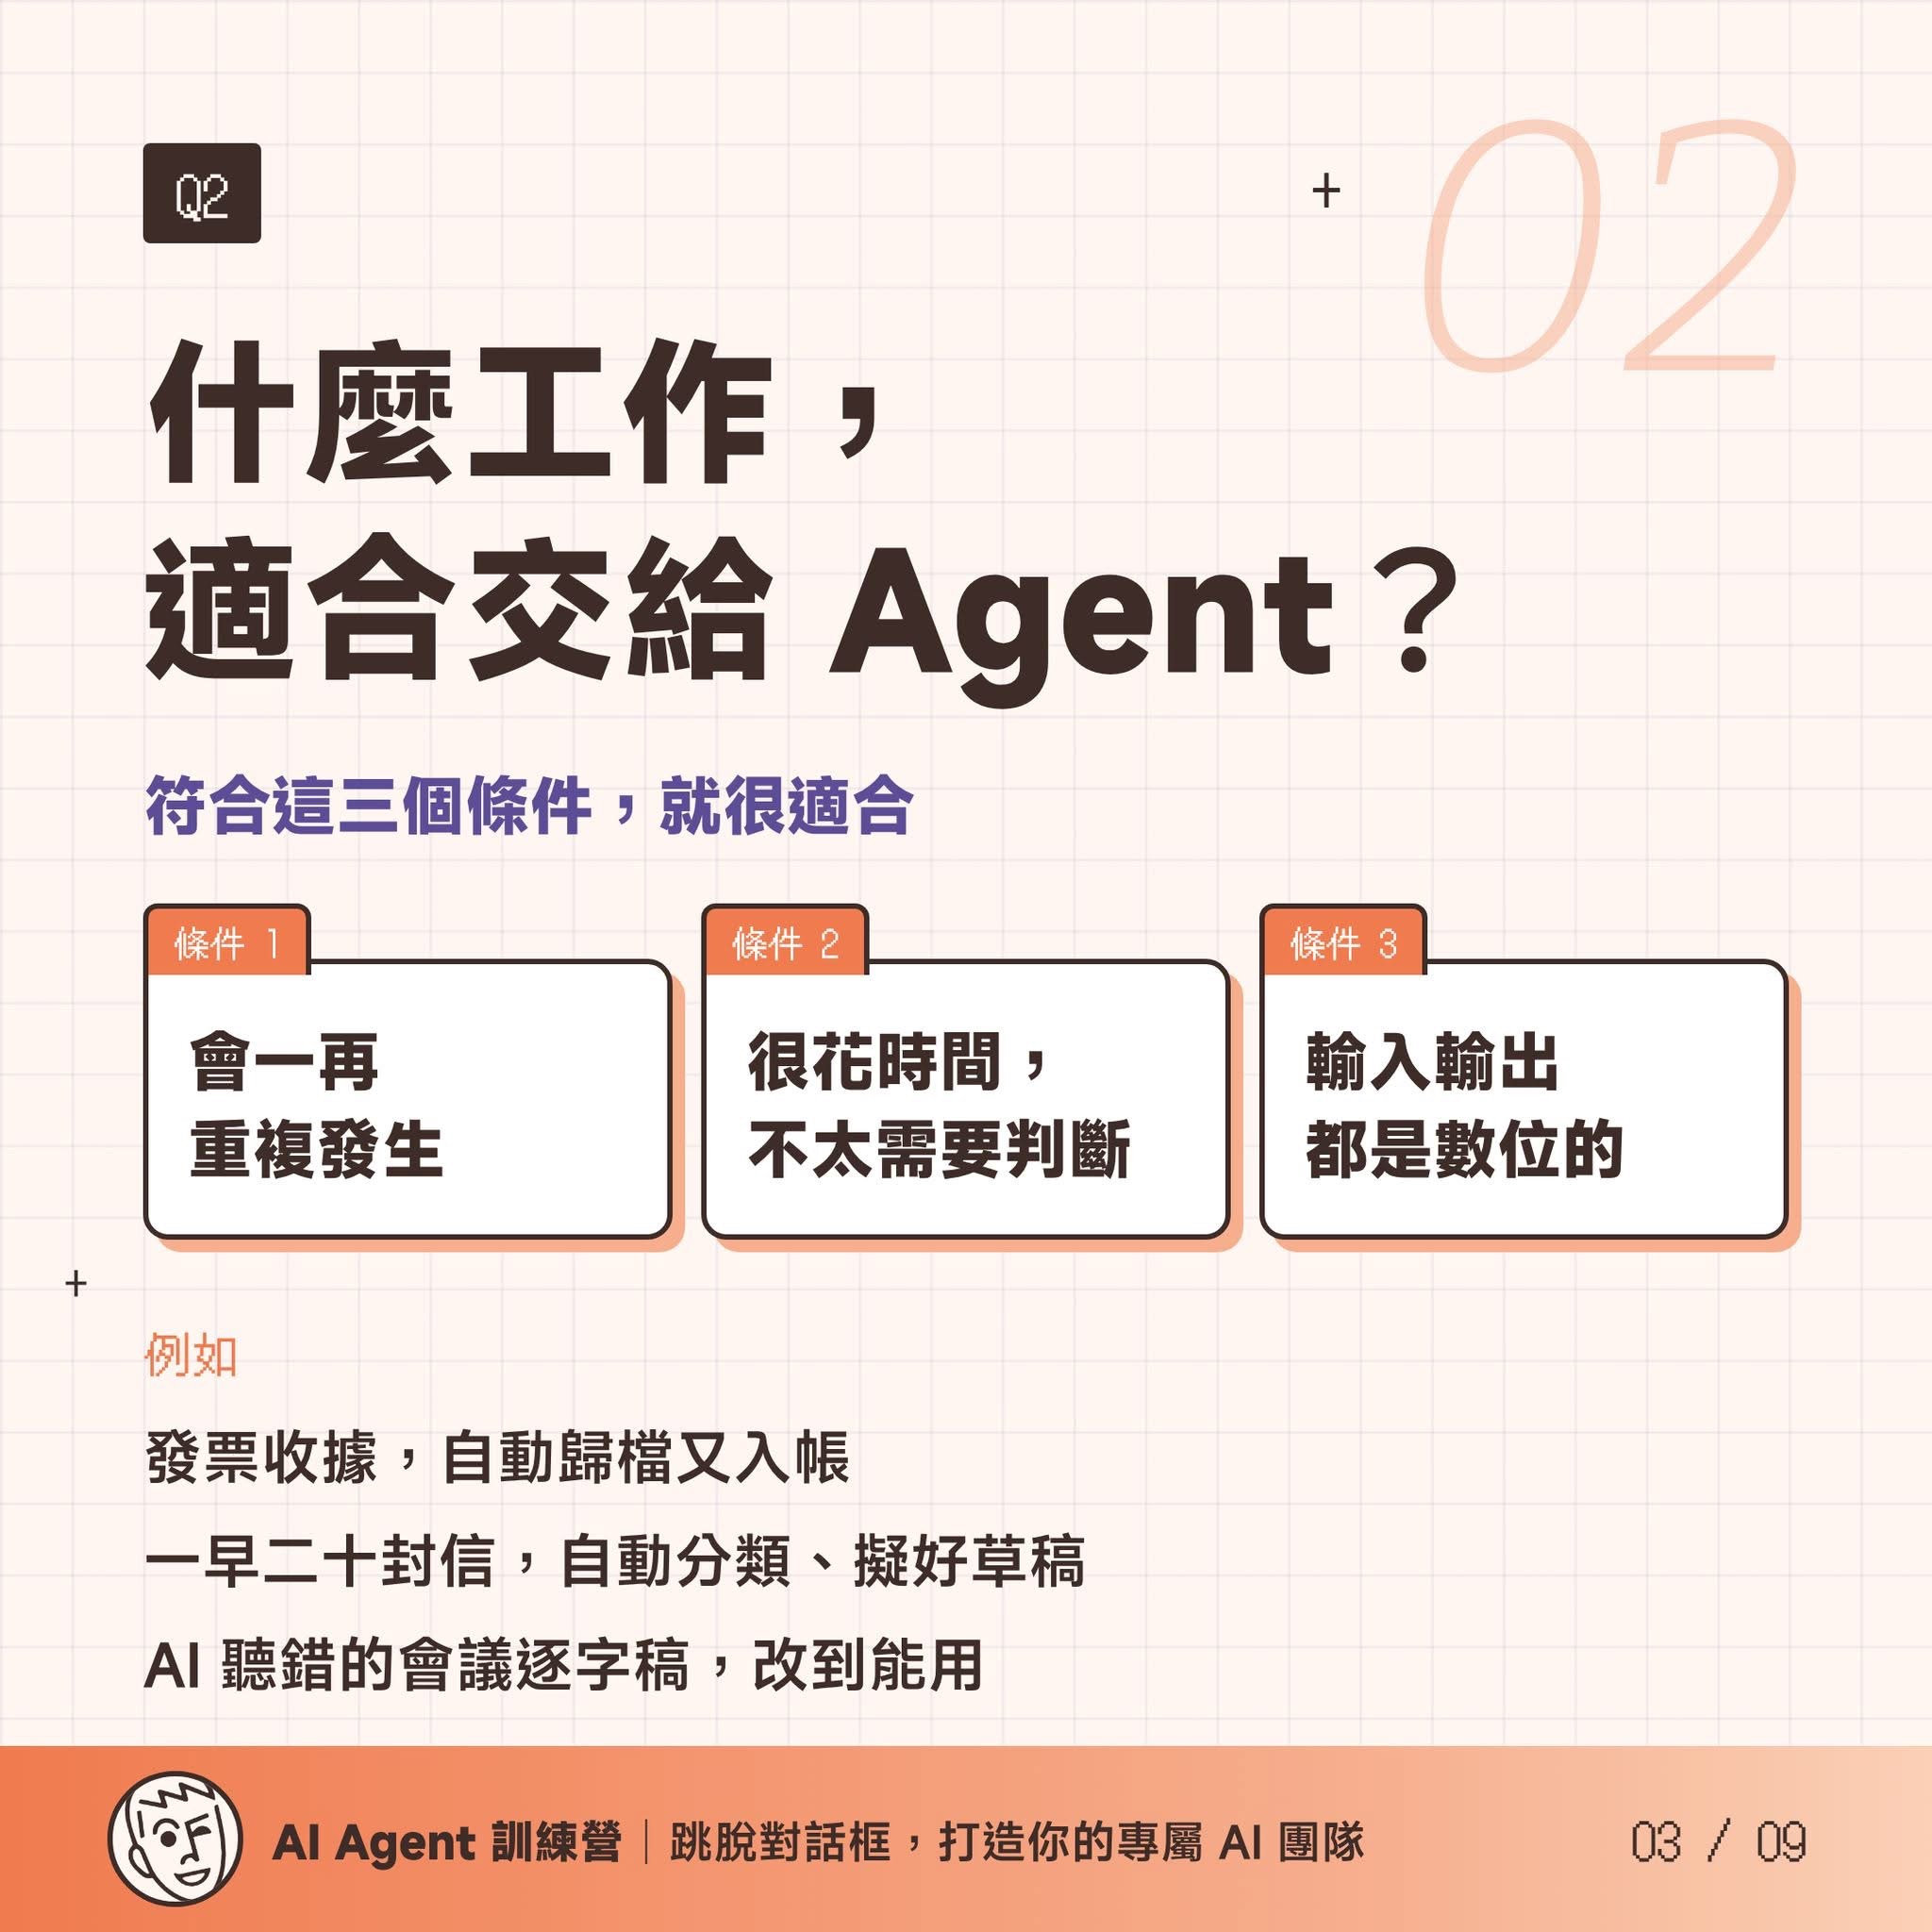 Q2
02
什麼工作，
適合交給 Agent？
符合這三個條件，就很適合
條件 1
會一再
重複發生
條件 2
很花時間，
不太需要判斷
條件 3
輸入輸出
都是數位的
例如
發票收據，自動歸檔又入帳
一早二十封信，自動分類、擬好草稿
AI 聽錯的會議逐字稿，改到能用
AI Agent 訓練營｜跳脫對話框，打造你的專屬 AI 團隊
03 / 09